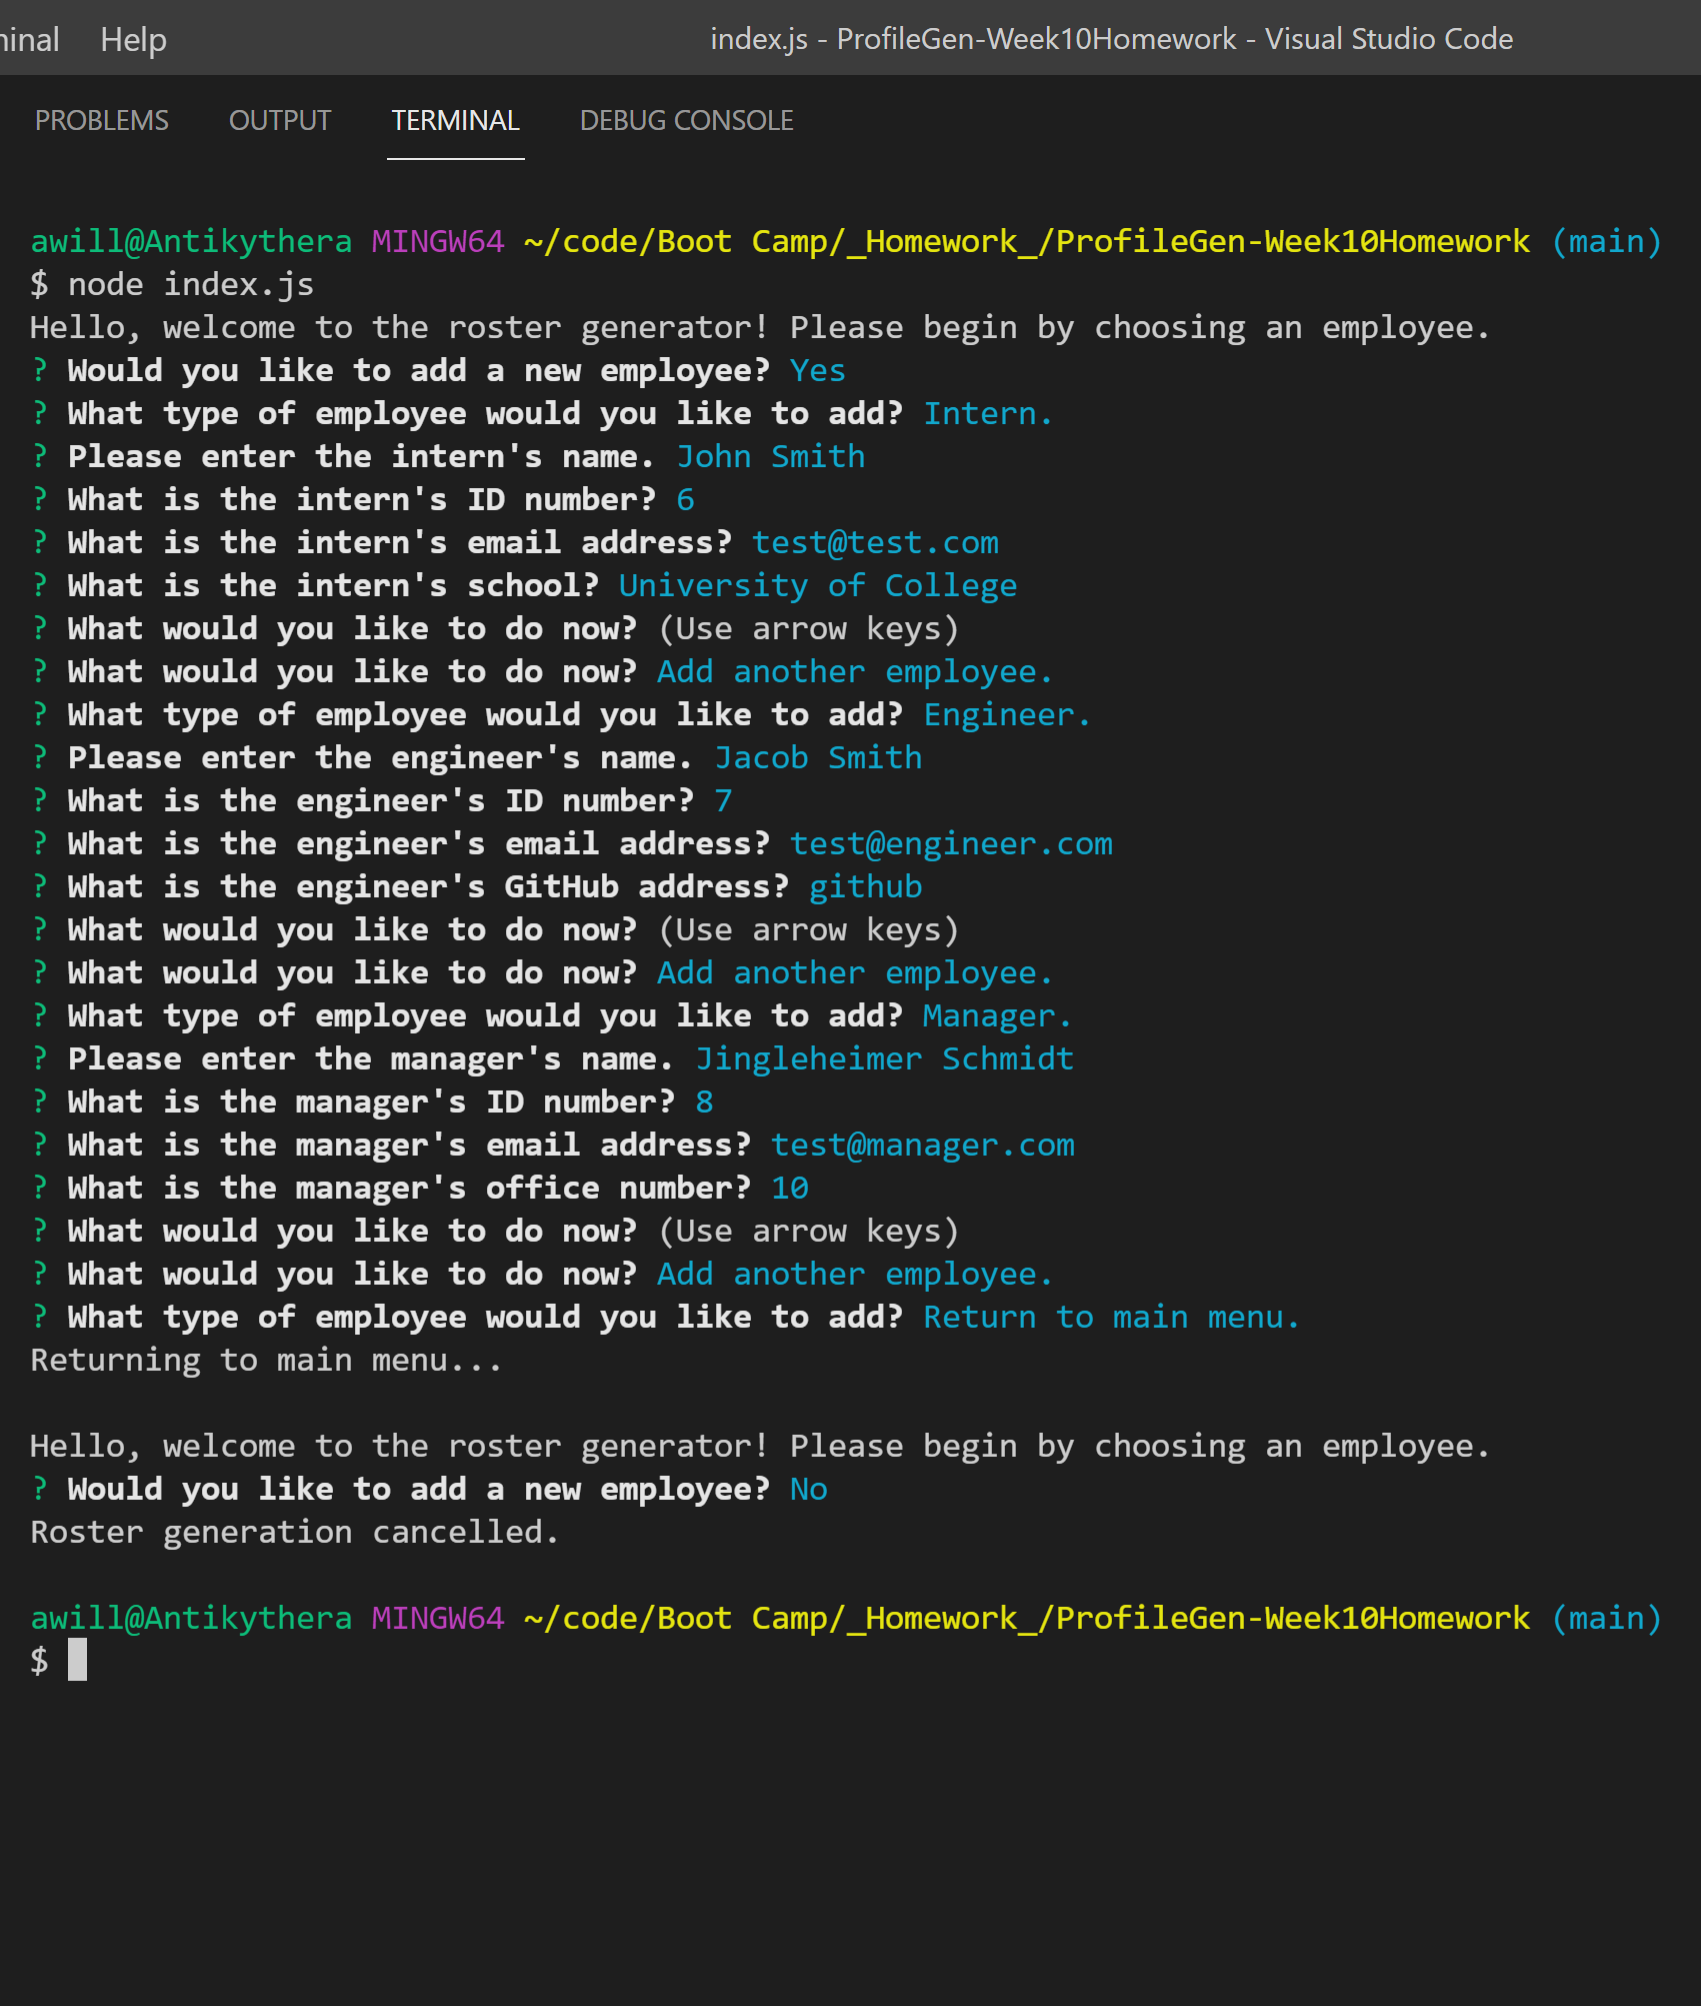 Help
index.js - ProfileGen-Week10Homework - Visual Studio Code
PROBLEMS OUTPUT TERMINAL DEBUG CONSOLE
awill@Antikythera MINGW64 ~/code/Boot Camp/_Homework_/ProfileGen-Week10Homework (main)
$ node index.js
Hello, welcome to the roster generator! Please begin by choosing an employee.
? Would you like to add a new employee? Yes
? What type of employee would you like to add? Intern.
? Please enter the intern's name. John Smith
? What is the intern's ID number? 6
? What is the intern's email address? test@test.com
? What is the intern's school? University of College
? What would you like to do now? (Use arrow keys)
? What would you like to do now? Add another employee.
? What type of employee would you like to add? Engineer.
? Please enter the engineer's name. Jacob Smith
? What is the engineer's ID number? 7
? What is the engineer's email address? test@engineer.com
? What is the engineer's GitHub address? github
? What would you like to do now? (Use arrow keys)
? What would you like to do now? Add another employee.
? What type of employee would you like to add? Manager.
? Please enter the manager's name. Jingleheimer Schmidt
? What is the manager's ID number? 8
? What is the manager's email address? test@manager.com
? What is the manager's office number? 10
? What would you like to do now? (Use arrow keys)
? What would you like to do now? Add another employee.
? What type of employee would you like to add? Return to main menu.
Returning to main menu...
Hello, welcome to the roster generator! Please begin by choosing an employee.
? Would you like to add a new employee? No
Roster generation cancelled.
awill@Antikythera MINGW64 ~/code/Boot Camp/_Homework_/ProfileGen-Week10Homework (main)
$